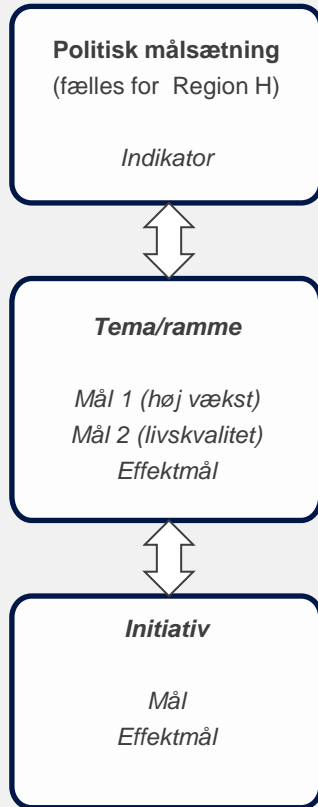 Politisk målsætning
(fælles for Region H)
Indikator
Tema/ramme
Mål 1 (høj vækst)
Mål 2 (livskvalitet)
Effektmål
Initiativ
Mål
Effektmål